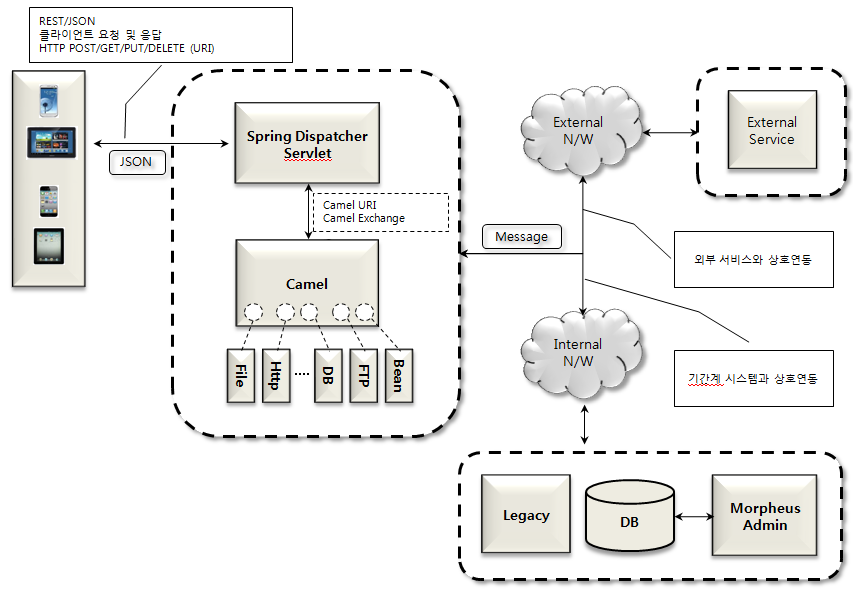 REST/JSON
클라이언트 요청 및 응답
HTTP POST/GET/PUT/DELETE (URI)
JSON
Spring Dispatcher
Servlet
Camel URI
Camel Exchange
Camel
File
Http
....
DB
FTP
Bean
Message
External
N/W
External
Service
외부 서비스와 상호연동
Internal
N/W
기간계 시스템과 상호연동
Legacy
DB
Morpheus
Admin